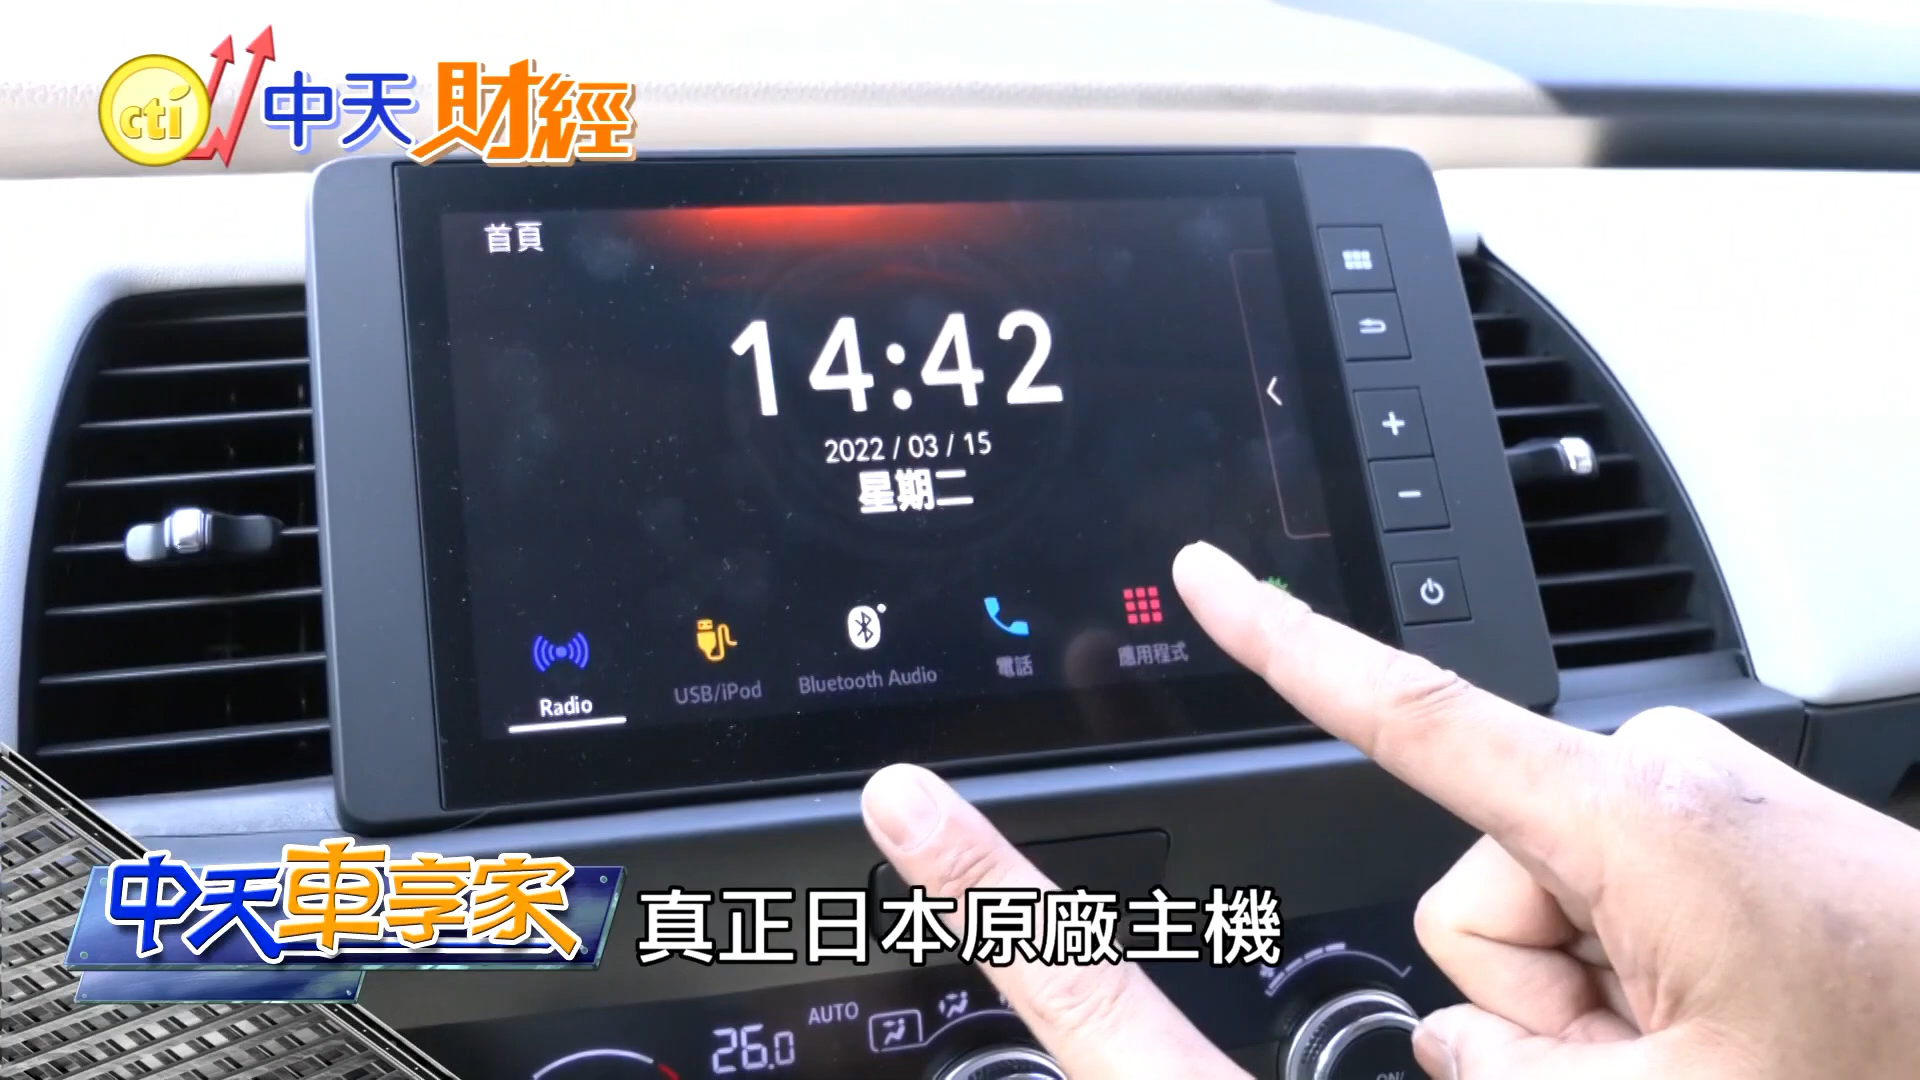 cti 中天財經
首頁
14:42
2022 / 03 / 15
星期二
Radio
USB/iPod
Bluetooth Audio
電話
應用程式
中天車享家
真正日本原廠主機
26.0
AUTO
ON/